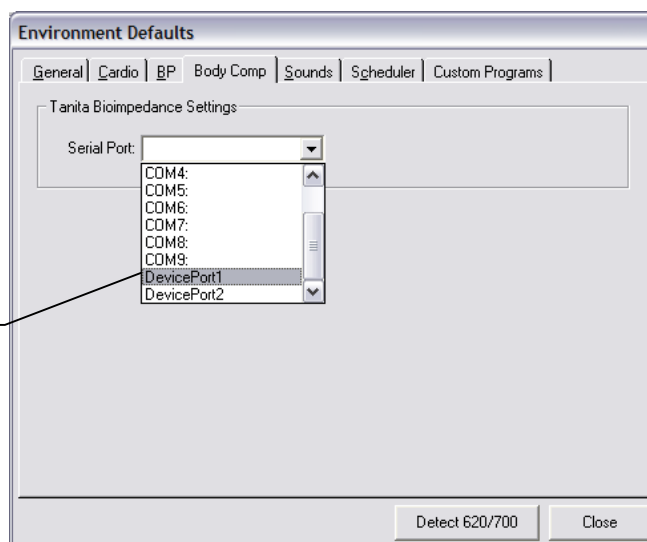 Environment Defaults
General Cardio BP Body Comp Sounds Scheduler Custom Programs
Tanita Bioimpedance Settings
Serial Port:
COM4:
COM5:
COM6:
COM7:
COM8:
COM9:
DevicePort1
DevicePort2
Detect 620/700 Close